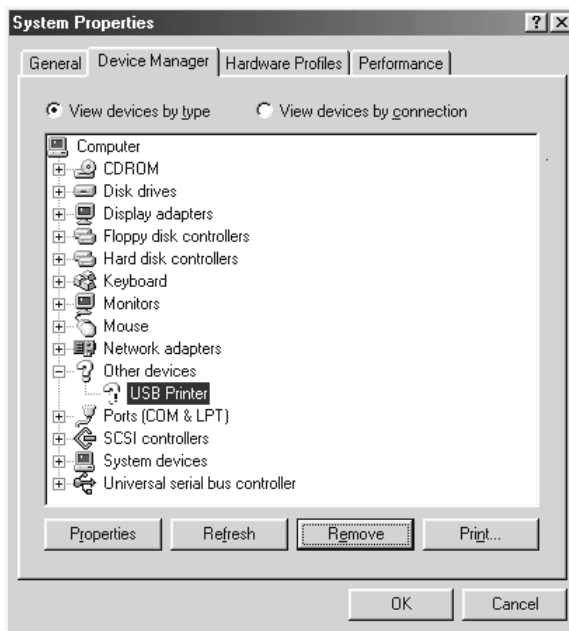 System Properties
General Device Manager Hardware Profiles Performance
View devices by type View devices by connection
Computer
CDROM
Disk drives
Display adapters
Floppy disk controllers
Hard disk controllers
Keyboard
Monitors
Mouse
Network adapters
Other devices
USB Printer
Ports (COM & LPT)
SCSI controllers
System devices
Universal serial bus controller
Properties Refresh Remove Print...
OK Cancel